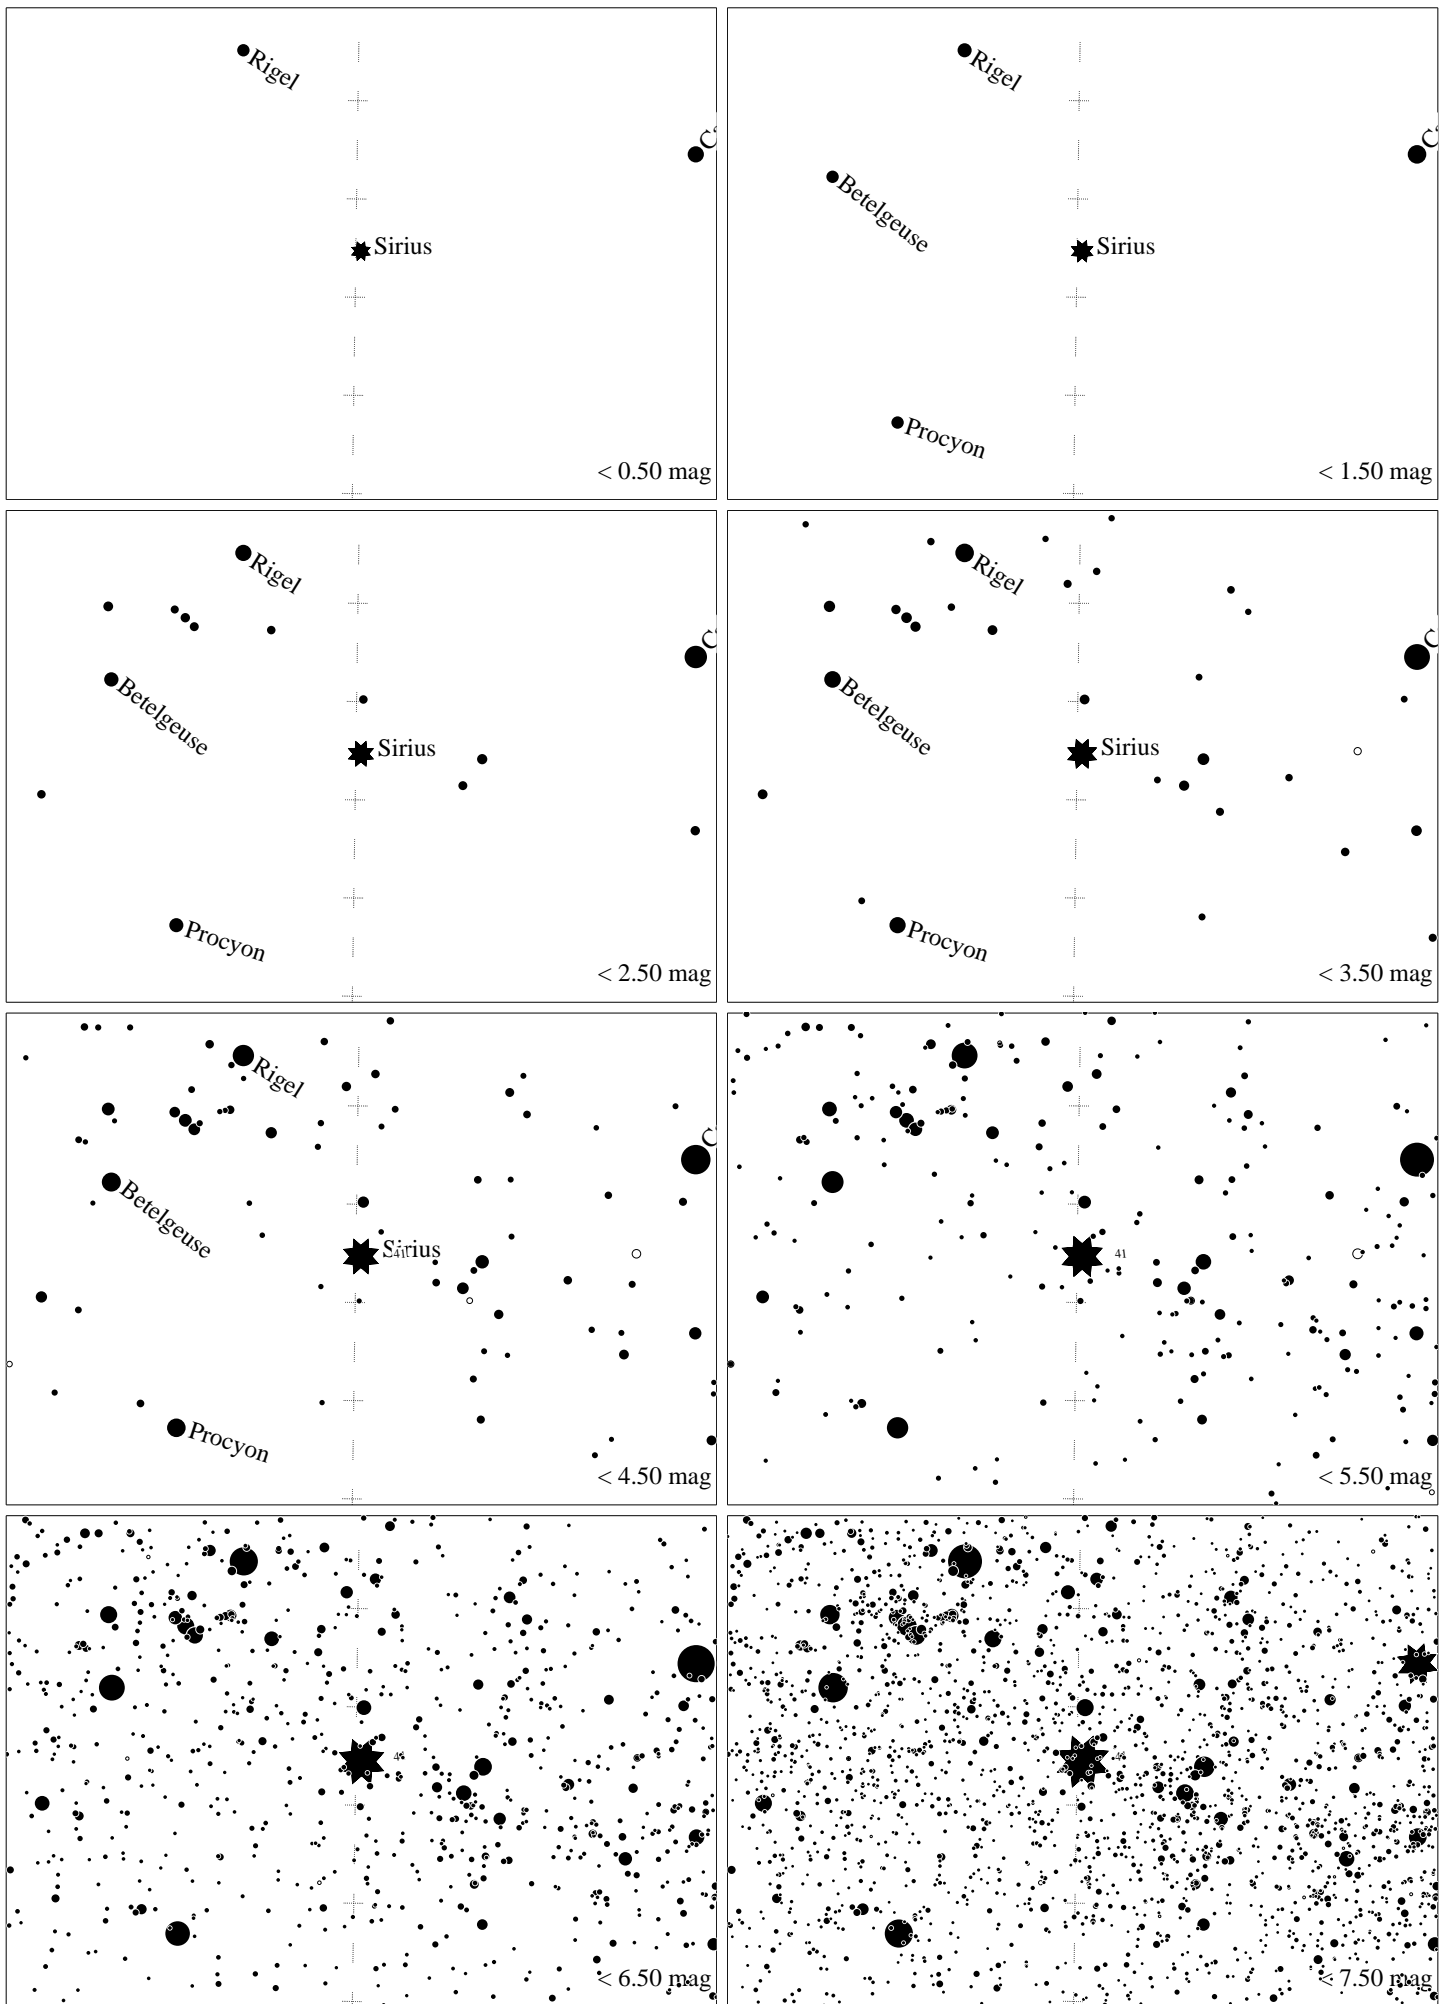 Rigel
Sirius
< 0.50 mag
Rigel
Betelgeuse
Sirius
Procyon
< 1.50 mag
Rigel
Betelgeuse
Sirius
Procyon
< 2.50 mag
Rigel
Betelgeuse
Sirius
Procyon
< 3.50 mag
Rigel
Betelgeuse
Sirius
41
Procyon
< 4.50 mag
41
< 5.50 mag
< 6.50 mag
< 7.50 mag